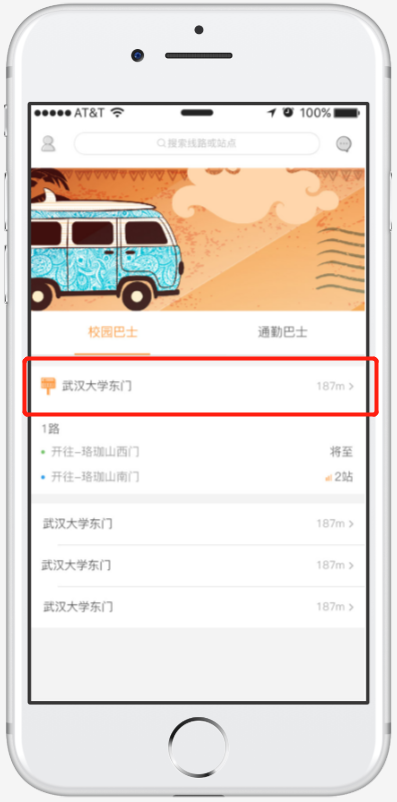 AT&T 100%
搜索线路或站点
校园巴士 通勤巴士
武汉大学东门 187m
1路
开往-珞珈山西门 将至
开往-珞珈山南门 2站
武汉大学东门 187m
武汉大学东门 187m
武汉大学东门 187m